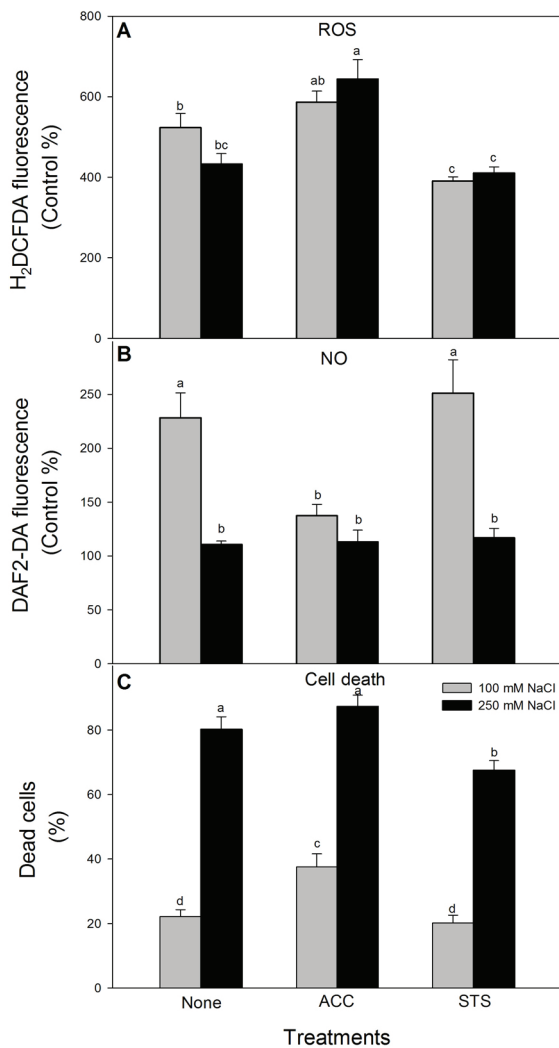 A
ROS
800
600
400
200
0
H₂DCFDA fluorescence
(Control %)
b
bc
ab
a
c
c
B
NO
250
200
150
100
50
0
DAF2-DA fluorescence
(Control %)
a
b
b
b
a
b
C
Cell death
100 mM NaCl
250 mM NaCl
80
60
40
20
0
Dead cells
(%)
d
a
c
a
d
b
None
ACC
STS
Treatments